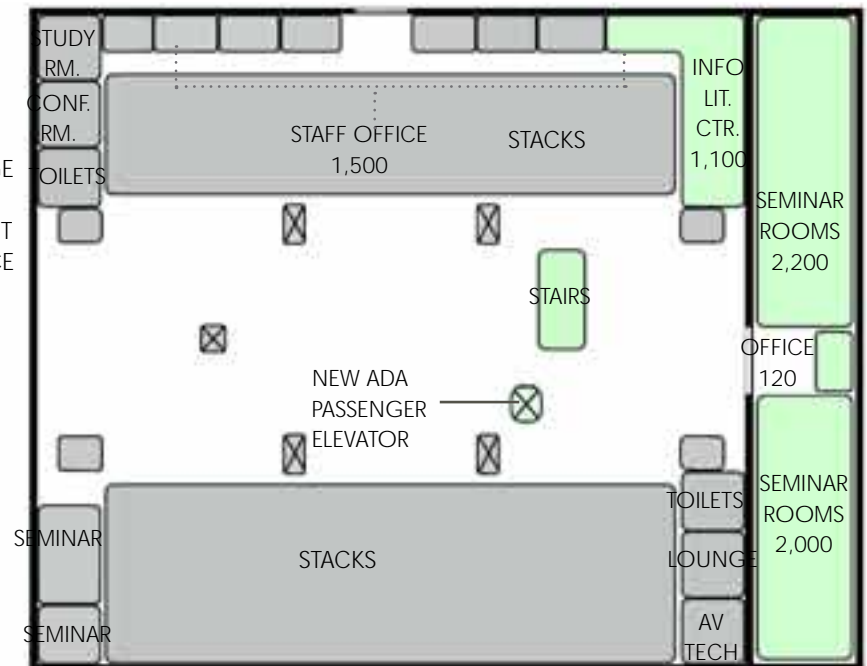 STUDY
RM.
CONF.
RM.
TOILETS
STAFF OFFICE
1,500
STACKS
INFO
LIT.
CTR.
1,100
SEMINAR
ROOMS
2,200
STAIRS
OFFICE
120
NEW ADA
PASSENGER
ELEVATOR
SEMINAR
ROOMS
2,000
TOILETS
LOUNGE
AV
TECH
STACKS
SEMINAR
SEMINAR